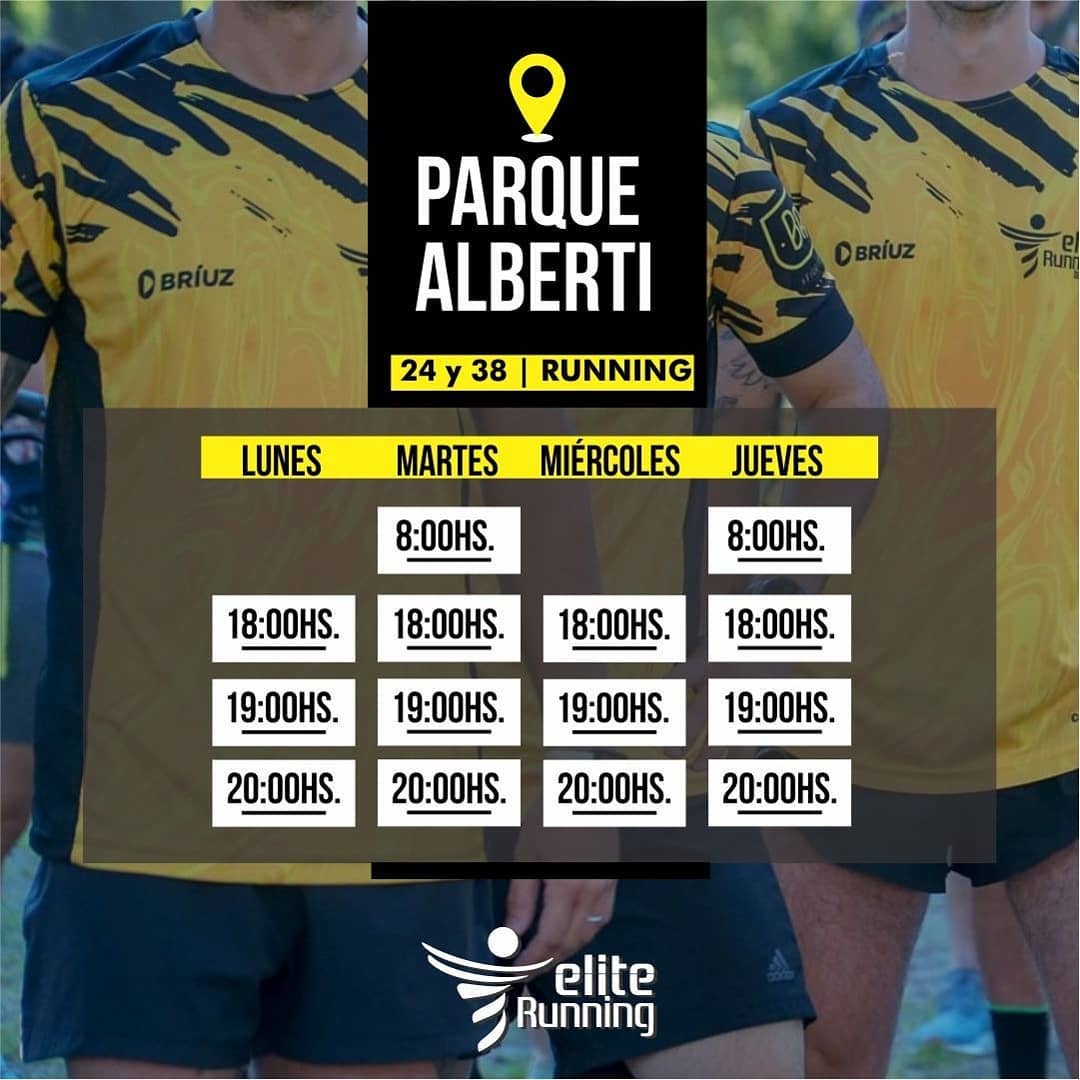 PARQUE
ALBERTI
24 y 38 | RUNNING
LUNES MARTES MIÉRCOLES JUEVES
8:00HS. 8:00HS.
18:00HS. 18:00HS. 18:00HS. 18:00HS.
19:00HS. 19:00HS. 19:00HS. 19:00HS.
20:00HS. 20:00HS. 20:00HS. 20:00HS.
BRÍUZ
BRÍUZ
adidas
elite
Running